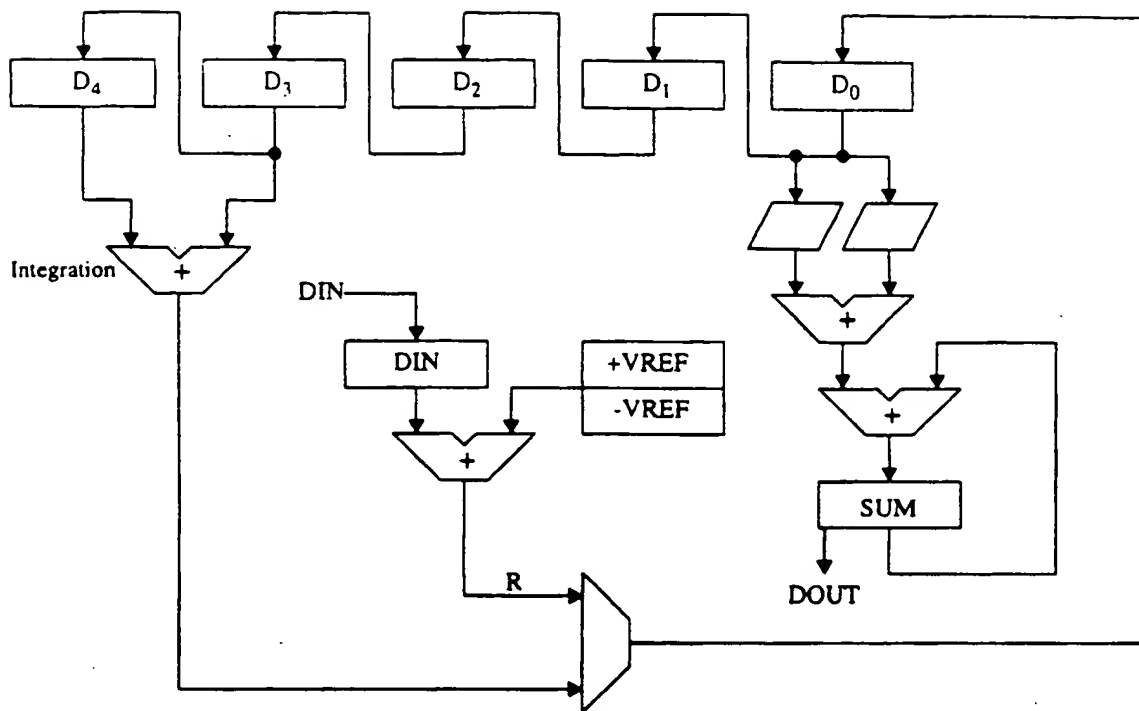 D₄ D₃ D₂ D₁ D₀
+
Integration
+
DIN
DIN
+VREF
-VREF
+
+
SUM
R
DOUT